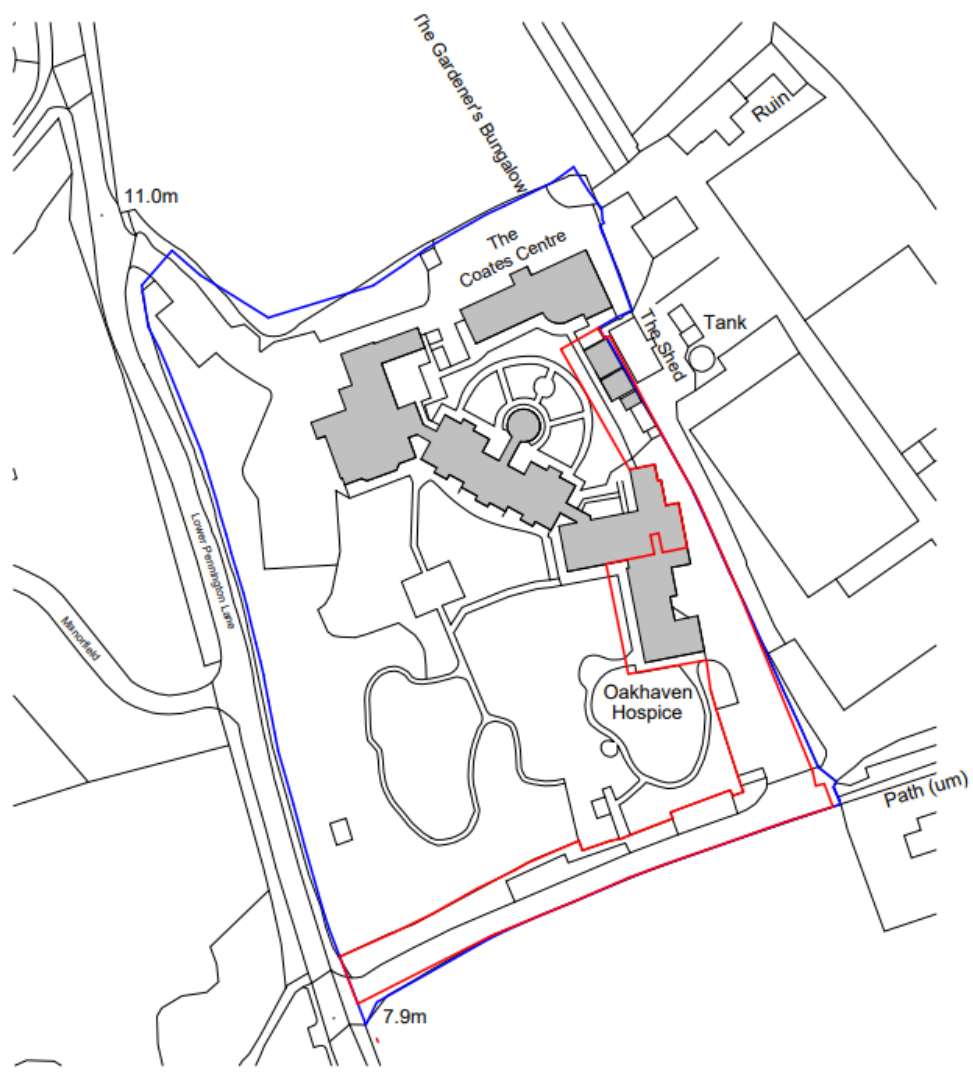 The Gardener's Bungalow
Ruin
11.0m
The
Coates Centre
The Shed
Tank
Lower Pennington Lane
Manorfield
Oakhaven
Hospice
Path (um)
7.9m